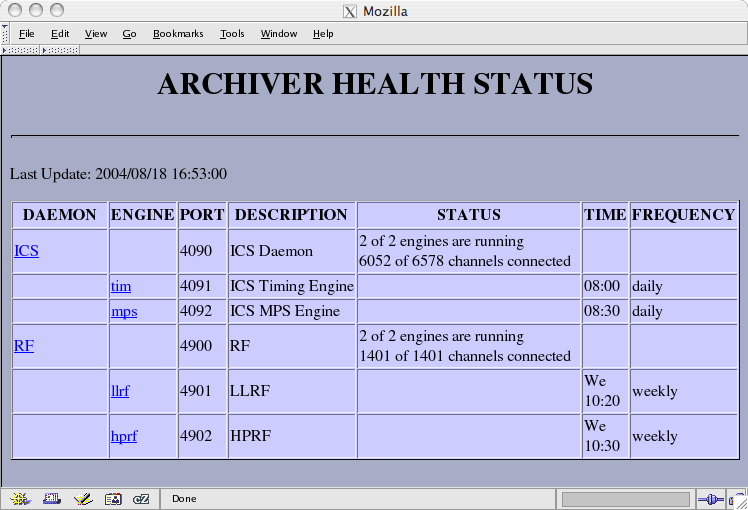 Mozilla
File Edit View Go Bookmarks Tools Window Help
ARCHIVER HEALTH STATUS
Last Update: 2004/08/18 16:53:00
DAEMON ENGINE PORT DESCRIPTION STATUS TIME FREQUENCY
ICS 4090 ICS Daemon 2 of 2 engines are running
6052 of 6578 channels connected
tim 4091 ICS Timing Engine 08:00 daily
mps 4092 ICS MPS Engine 08:30 daily
RF 4900 RF 2 of 2 engines are running
1401 of 1401 channels connected
llrf 4901 LLRF We 10:20 weekly
hprf 4902 HPRF We 10:30 weekly
Done